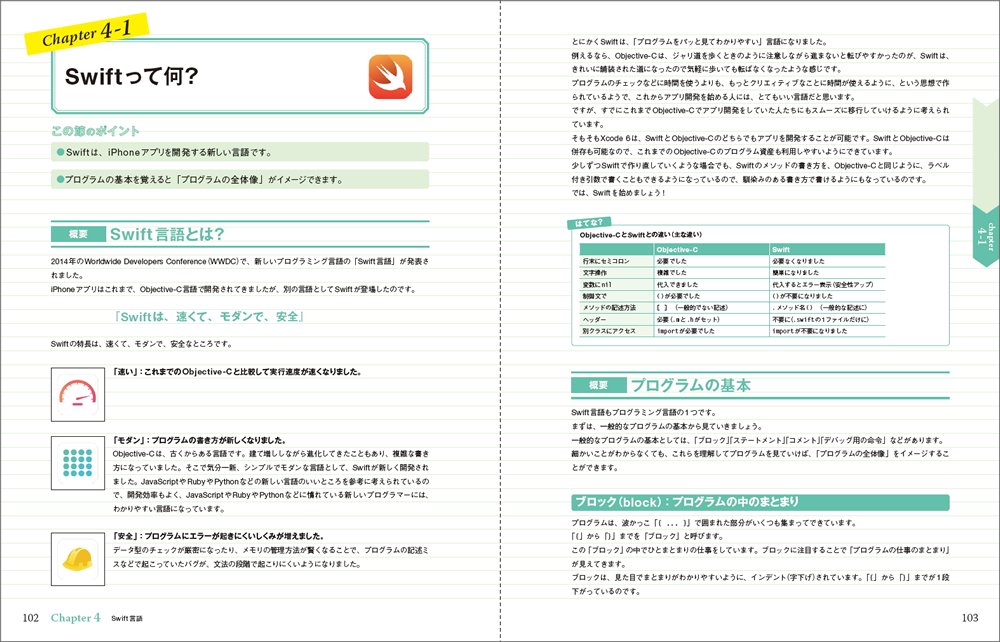 Chapter 4-1
Swiftって何?
この節のポイント
●Swiftは、iPhoneアプリを開発する新しい言語です。
●プログラムの基本を覚えると「プログラムの全体像」がイメージできます。
概要 Swift言語とは?
2014年のWorldwide Developers Conference(WWDC)で、新しいプログラミング言語の「Swift言語」が発表さ
れました。
iPhoneアプリはこれまで、Objective-C言語で開発されてきましたが、別の言語としてSwiftが登場したのです。
「Swiftは、速くて、モダンで、安全」
Swiftの特長は、速くて、モダンで、安全なところです。
「速い」:これまでのObjective-Cと比較して実行速度が速くなりました。
「モダン」:プログラムの書き方が新しくなりました。
Objective-Cは、古くからある言語です。建て増ししながら進化してきたこともあり、複雑な書き
方になっていました。そこで気分一新、シンプルでモダンな言語として、Swiftが新しく開発されま
した。JavaScriptやRubyやPythonなどの新しい言語のいいところを参考に考えられているの
で、開発効率もよく、JavaScriptやRubyやPythonなどに慣れている新しいプログラマーには、
わかりやすい言語になっています。
「安全」:プログラムにエラーが起きにくいしくみが増えました。
データ型のチェックが厳密になったり、メモリの管理方法が賢くなることで、プログラムの記述ミ
スなどで起こっていたバグが、文法の段階で起こりにくいようになりました。
102 Chapter 4 Swift言語
とにかくSwiftは、「プログラムをパッと見てわかりやすい」言語になりました。
例えるなら、Objective-Cは、ジャリ道を歩くときのように注意しながら進まないと転びやすかったのが、Swiftは、
きれいに舗装された道になったので気軽に歩いても転ばなくなったような感じです。
プログラムのチェックなどに時間を使うよりも、もっとクリエィティブなことに時間が使えるように、という思想で作
られているようで、これからアプリ開発を始める人には、とてもいい言語だと思います。
ですが、すでにこれまでObjective-Cでアプリ開発をしていた人たちにもスムーズに移行していけるように考えられ
ています。
そもそもXcode 6は、SwiftとObjective-Cのどちらでもアプリを開発することが可能です。SwiftとObjective-Cは
併存も可能なので、これまでのObjective-Cのプログラム資産も利用しやすいようにできています。
少しずつSwiftで作り直していくような場合でも、Swiftのメソッドの書き方を、Objective-Cと同じように、ラベル
付き引数で書くこともできるようになっているので、馴染みのある書き方で書けるようにもなっているのです。
では、Swiftを始めましょう!
はてな?
Objective-CとSwiftとの違い(主な違い)
Objective-C Swift
行末にセミコロン 必要でした 必要なくなりました
文字操作 複雑でした 簡単になりました
変数にnil 代入できました 代入するとエラー表示(安全性アップ)
制御文で ()が必要でした ()が不要になりました
メソッドの記述方法 [ ] (一般的でない記述) .メソッド名() (一般的な記述に)
ヘッダー 必要(.mと.hがセット) 不要に(.swiftの1ファイルだけに)
別クラスにアクセス importが必要でした importが不要になりました
概要 プログラムの基本
Swift言語もプログラミング言語の1つです。
まずは、一般的なプログラムの基本から見ていきましょう。
一般的なプログラムの基本としては、「ブロック」「ステートメント」「コメント」「デバッグ用の命令」などがあります。
細かいことがわからなくても、これらを理解してプログラムを見ていけば、「プログラムの全体像」をイメージするこ
とができます。
ブロック(block):プログラムの中のまとまり
プログラムは、波かっこ「{ ... }」で囲まれた部分がいくつも集まってできています。
「{」から「}」までを「ブロック」と呼びます。
この「ブロック」の中でひとまとまりの仕事をしています。ブロックに注目することで「プログラムの仕事のまとまり」
が見えてきます。
ブロックは、見た目でまとまりがわかりやすいように、インデント(字下げ)されています。「{」から「}」までが1段
下がっているのです。
chapter
4-1
103